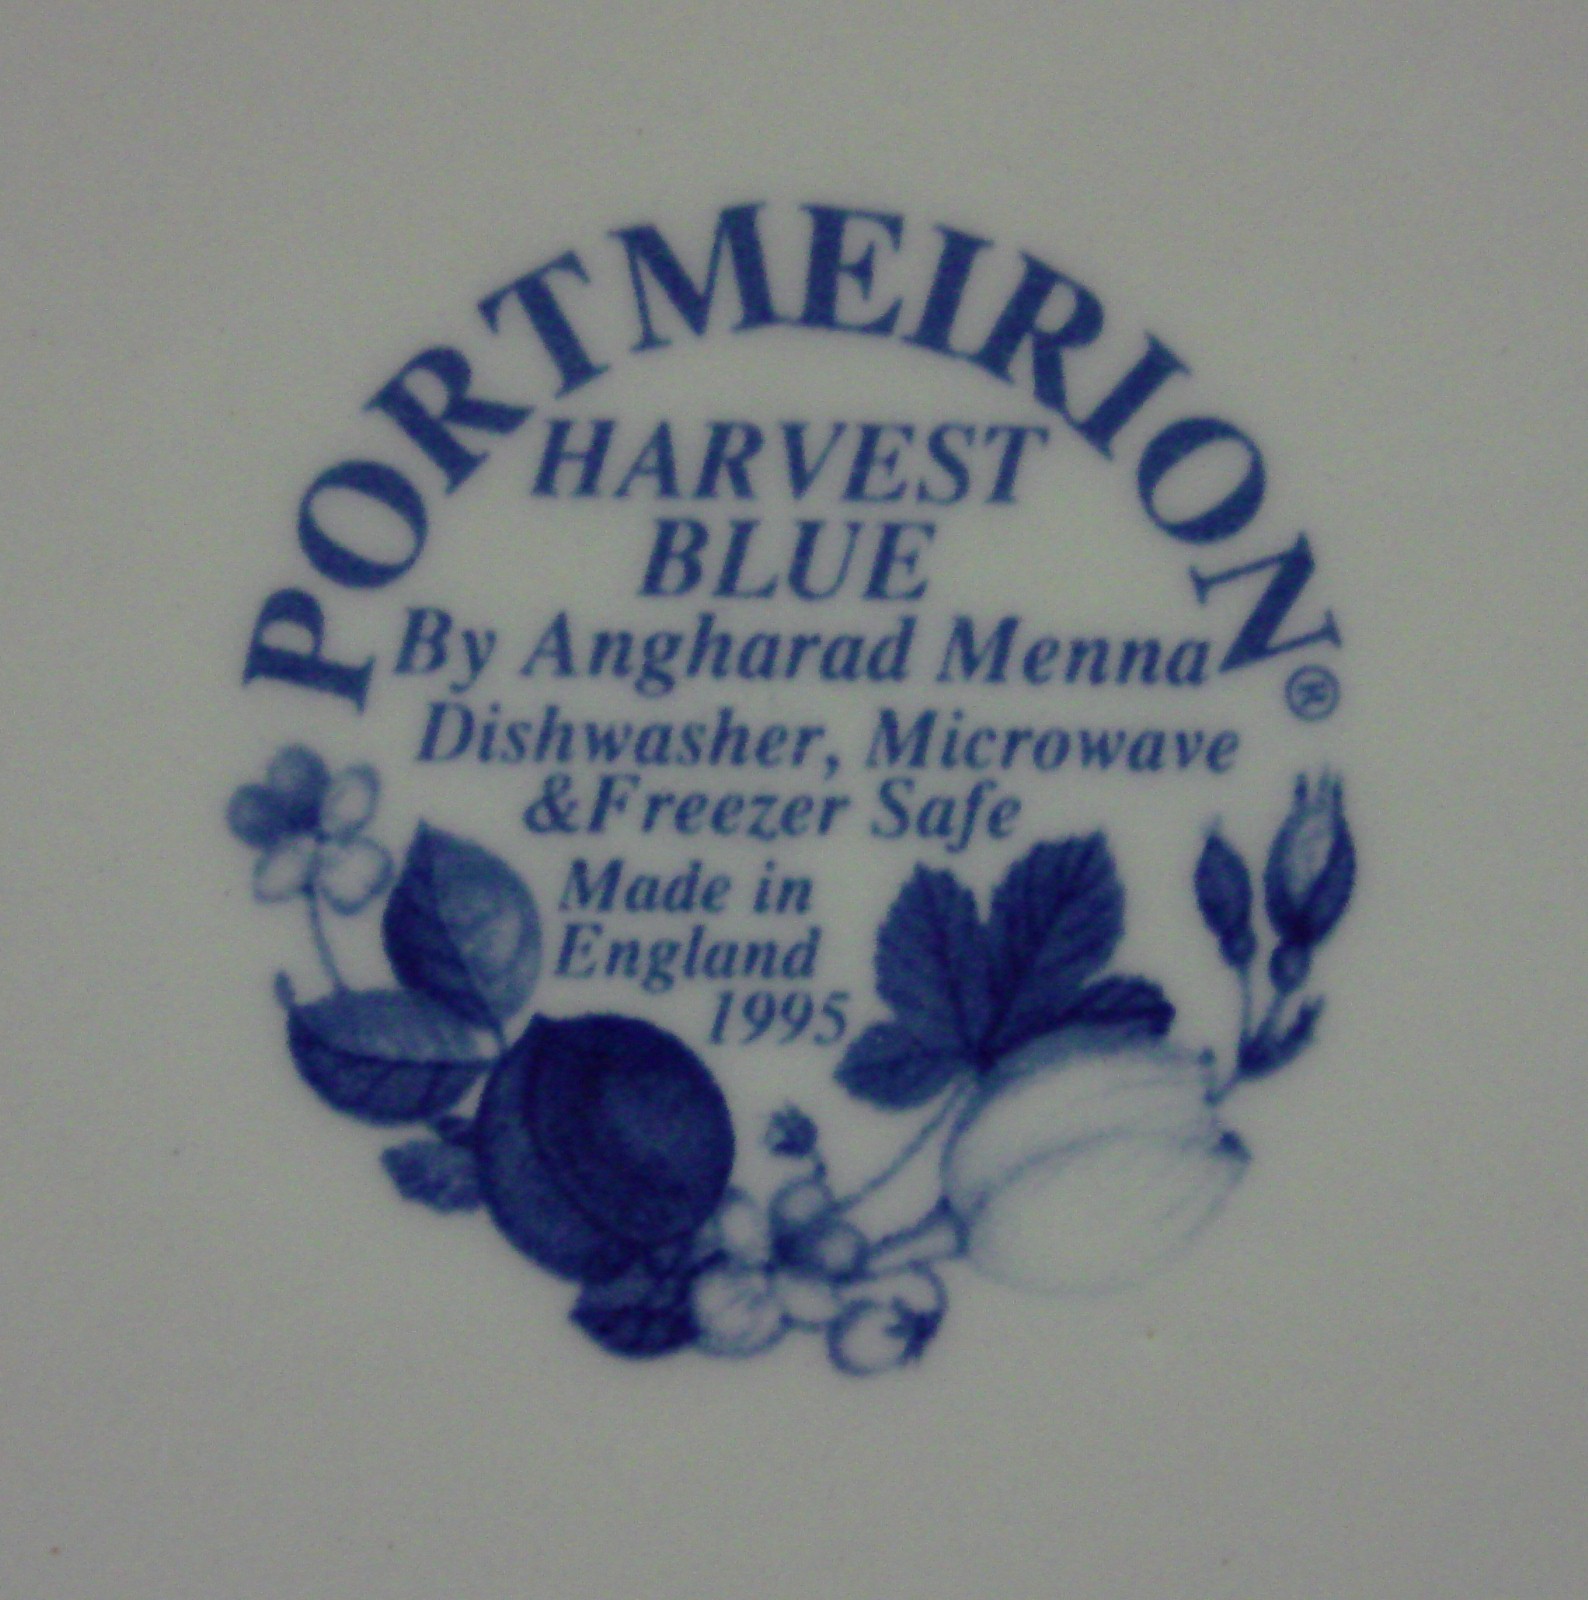 PORTMEIRION®
HARVEST
BLUE
By Angharad Menna
Dishwasher, Microwave
&Freezer Safe
Made in
England
1995